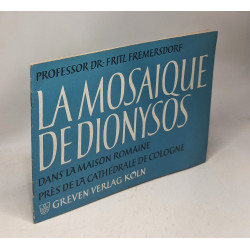 PROFESSOR DR· FRITZ FREMERSDORF
LA MOSAIQUE
DE DIONYSOS
DANS LA MAISON ROMAINE
PRÈS DE LA CATHÉDRALE DE COLOGNE
GREVEN VERLAG KÖLN